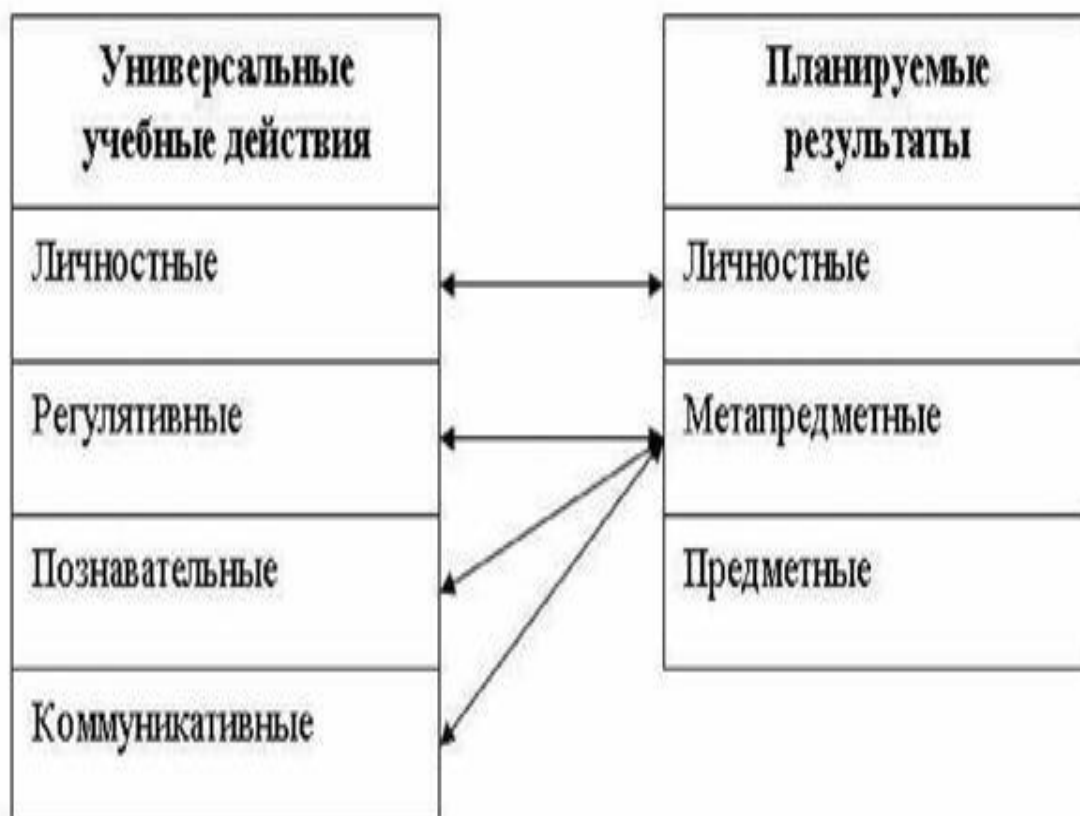 Универсальные
учебные действия
Личностные
Регулятивные
Познавательные
Коммуникативные
Планируемые
результаты
Личностные
Метапредметные
Предметные